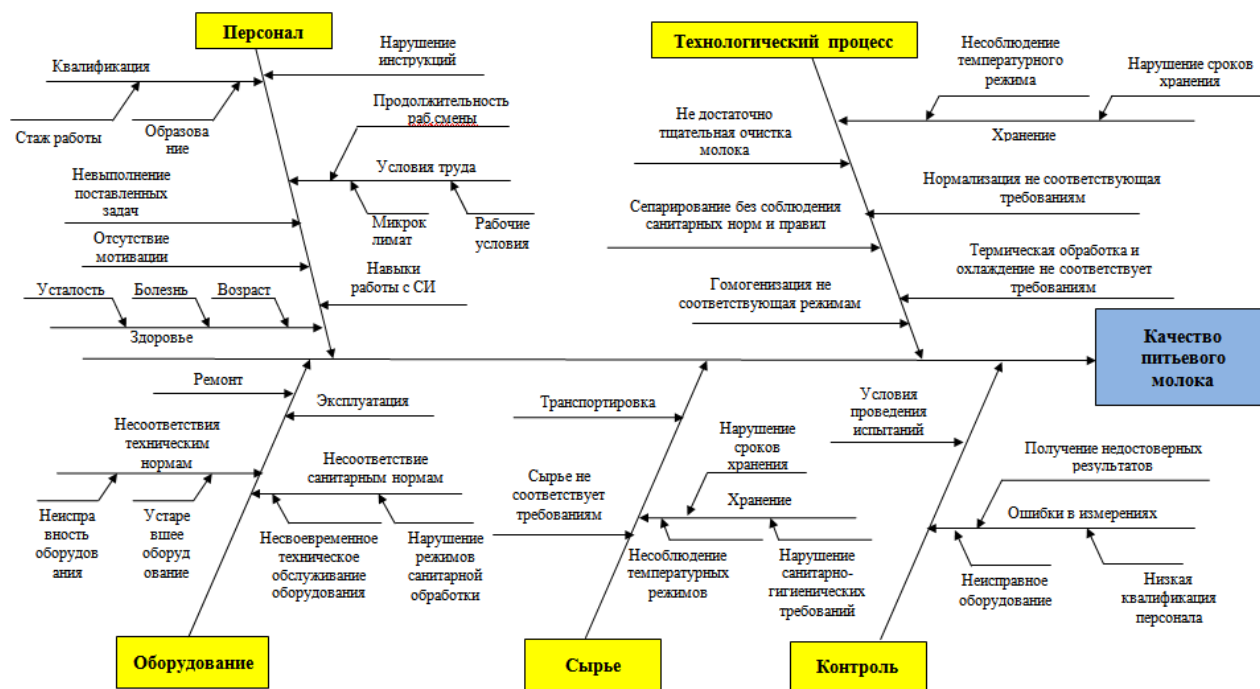 Персонал
Нарушение
инструкций
Квалификация
Стаж работы
Образова
ние
Продолжительность
раб.смены
Условия труда
Микрок
лимат
Рабочие
условия
Невыполнение
поставленных
задач
Отсутствие
мотивации
Навыки
работы с СИ
Усталость
Болезнь
Возраст
Здоровье
Технологический процесс
Несоблюдение
температурного
режима
Нарушение сроков
хранения
Хранение
Не достаточно
тщательная очистка
молока
Нормализация не соответствующая
требованиям
Сепарирование без соблюдения
санитарных норм и правил
Термическая обработка и
охлаждение не соответствует
требованиям
Гомогенизация не
соответствующая режимам
Качество
питьевого
молока
Ремонт
Эксплуатация
Несоответствия
техническим
нормам
Неиспра
вность
оборудов
ания
Устаре
вшее
оборуд
ование
Несоответствие
санитарным нормам
Несвоевременное
техническое
обслуживание
оборудования
Нарушение
режимов
санитарной
обработки
Оборудование
Транспортировка
Нарушение
сроков
хранения
Сырье не
соответствует
требованиям
Хранение
Несоблюдение
температурных
режимов
Нарушение
санитарно-
гигиенических
требований
Сырье
Условия
проведения
испытаний
Получение недостоверных
результатов
Ошибки в измерениях
Неисправное
оборудование
Низкая
квалификация
персонала
Контроль